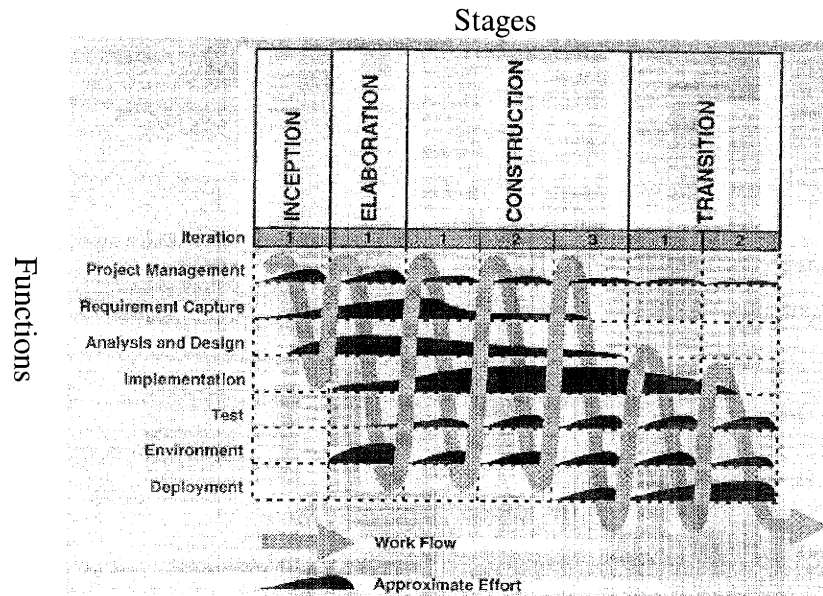 Stages
INCEPTION
ELABORATION
CONSTRUCTION
TRANSITION
Iteration 1 1 1 2 3 1 2
Functions
Project Management
Requirement Capture
Analysis and Design
Implementation
Test
Environment
Deployment
Work Flow
Approximate Effort